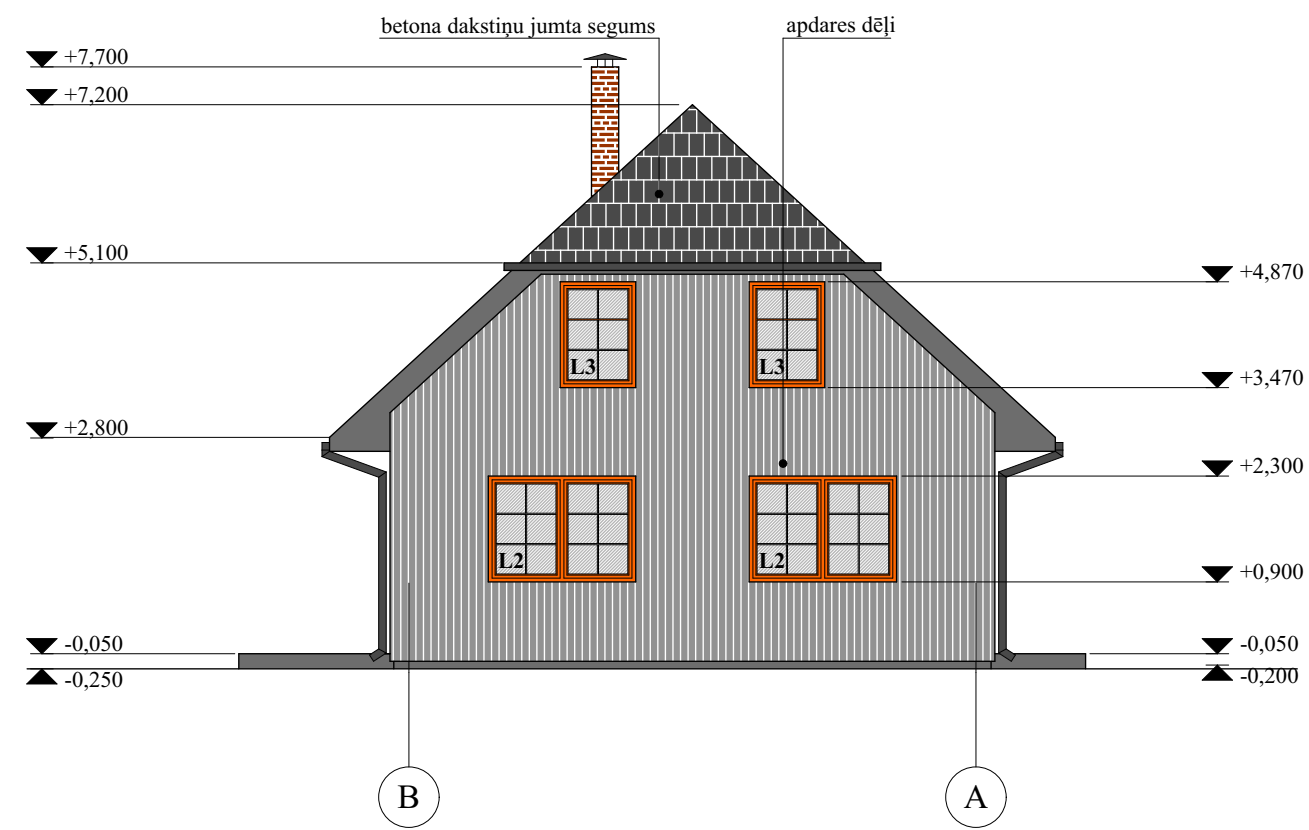 betona dakstiņu jumta segums
apdares dēļi
+7,700
+7,200
+5,100
+4,870
+3,470
+2,800
+2,300
+0,900
-0,050
-0,050
-0,250
-0,200
L3
L3
L2
L2
B
A